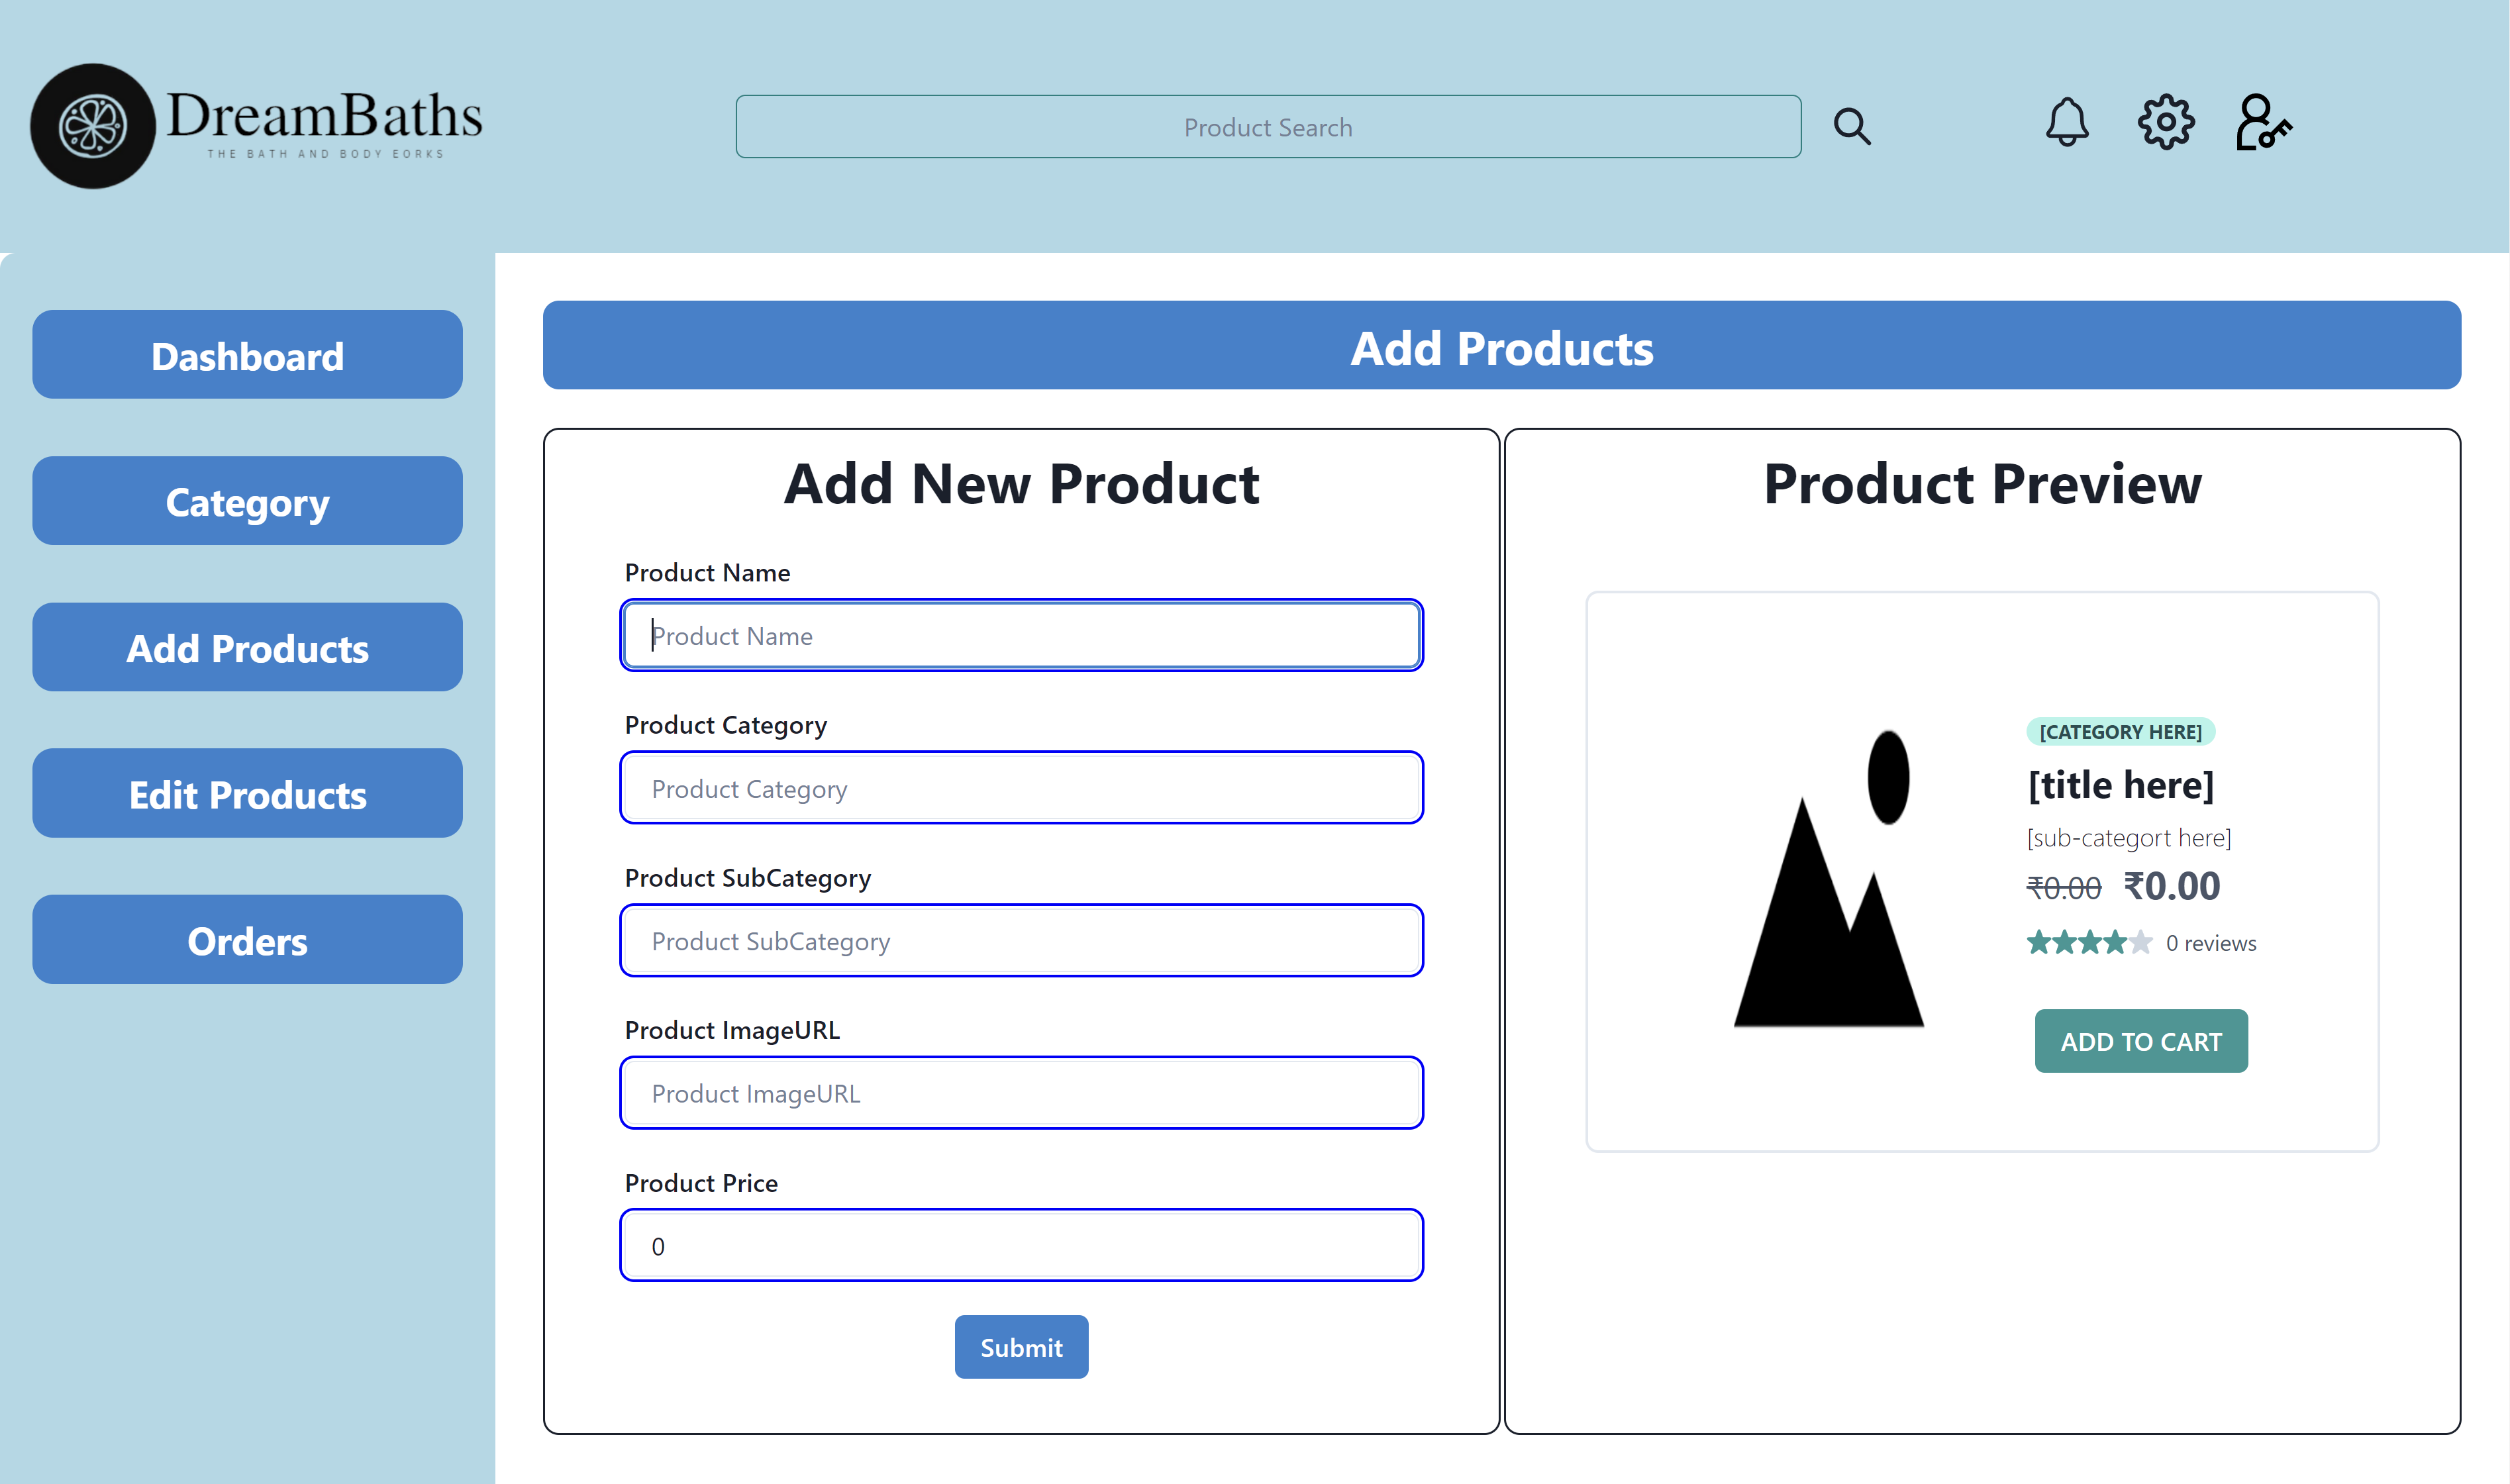 DreamBaths
THE BATH AND BODY EORKS
Product Search
Dashboard
Category
Add Products
Edit Products
Orders
Add Products
Add New Product
Product Name
Product Name
Product Category
Product Category
Product SubCategory
Product SubCategory
Product ImageURL
Product ImageURL
Product Price
0
Submit
Product Preview
[CATEGORY HERE]
[title here]
[sub-categort here]
₹0.00 ₹0.00
0 reviews
ADD TO CART